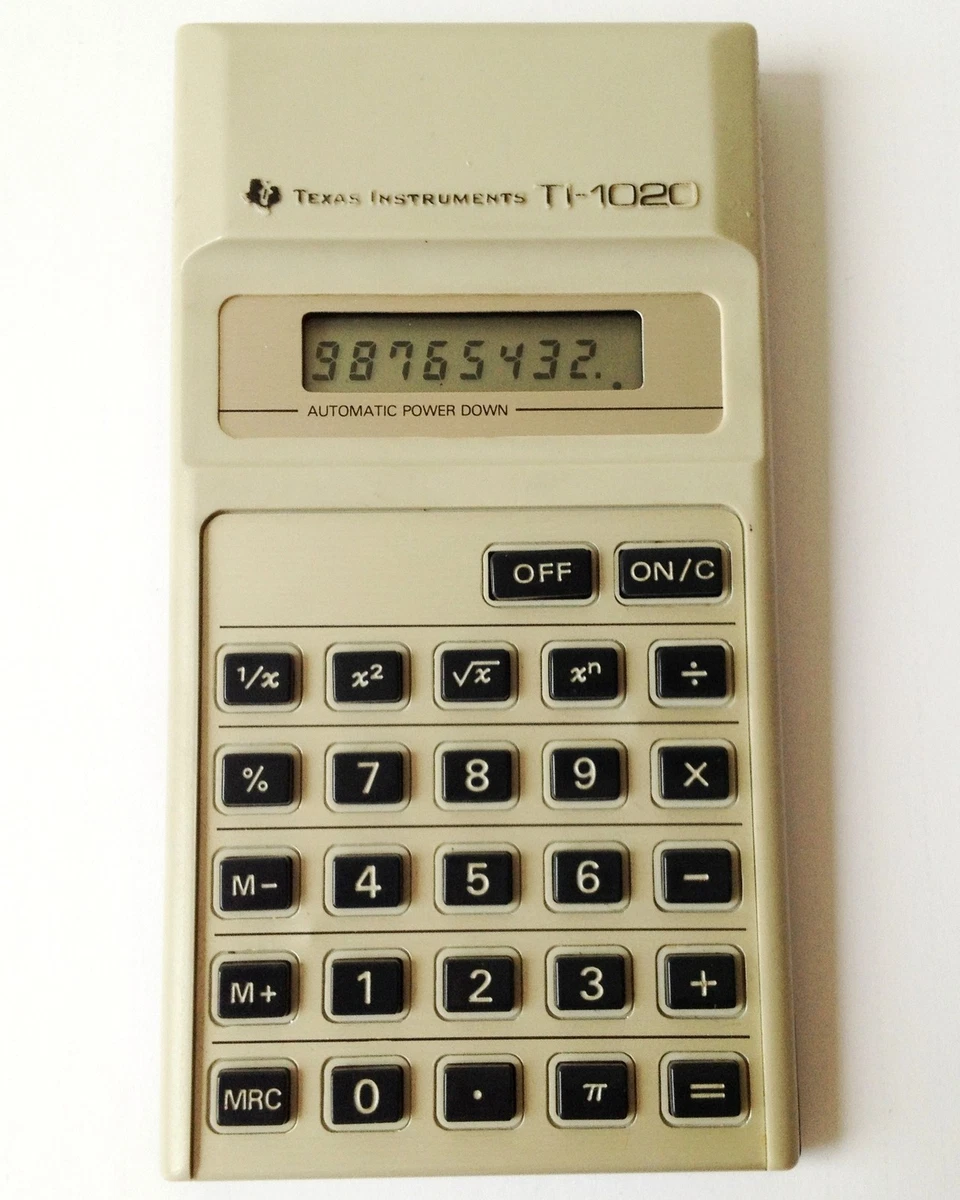 TEXAS INSTRUMENTS TI-1020
98765432.
AUTOMATIC POWER DOWN
OFF ON/C
1/x x² √x xⁿ ÷
% 7 8 9 ×
M− 4 5 6 −
M+ 1 2 3 +
MRC 0 . π =